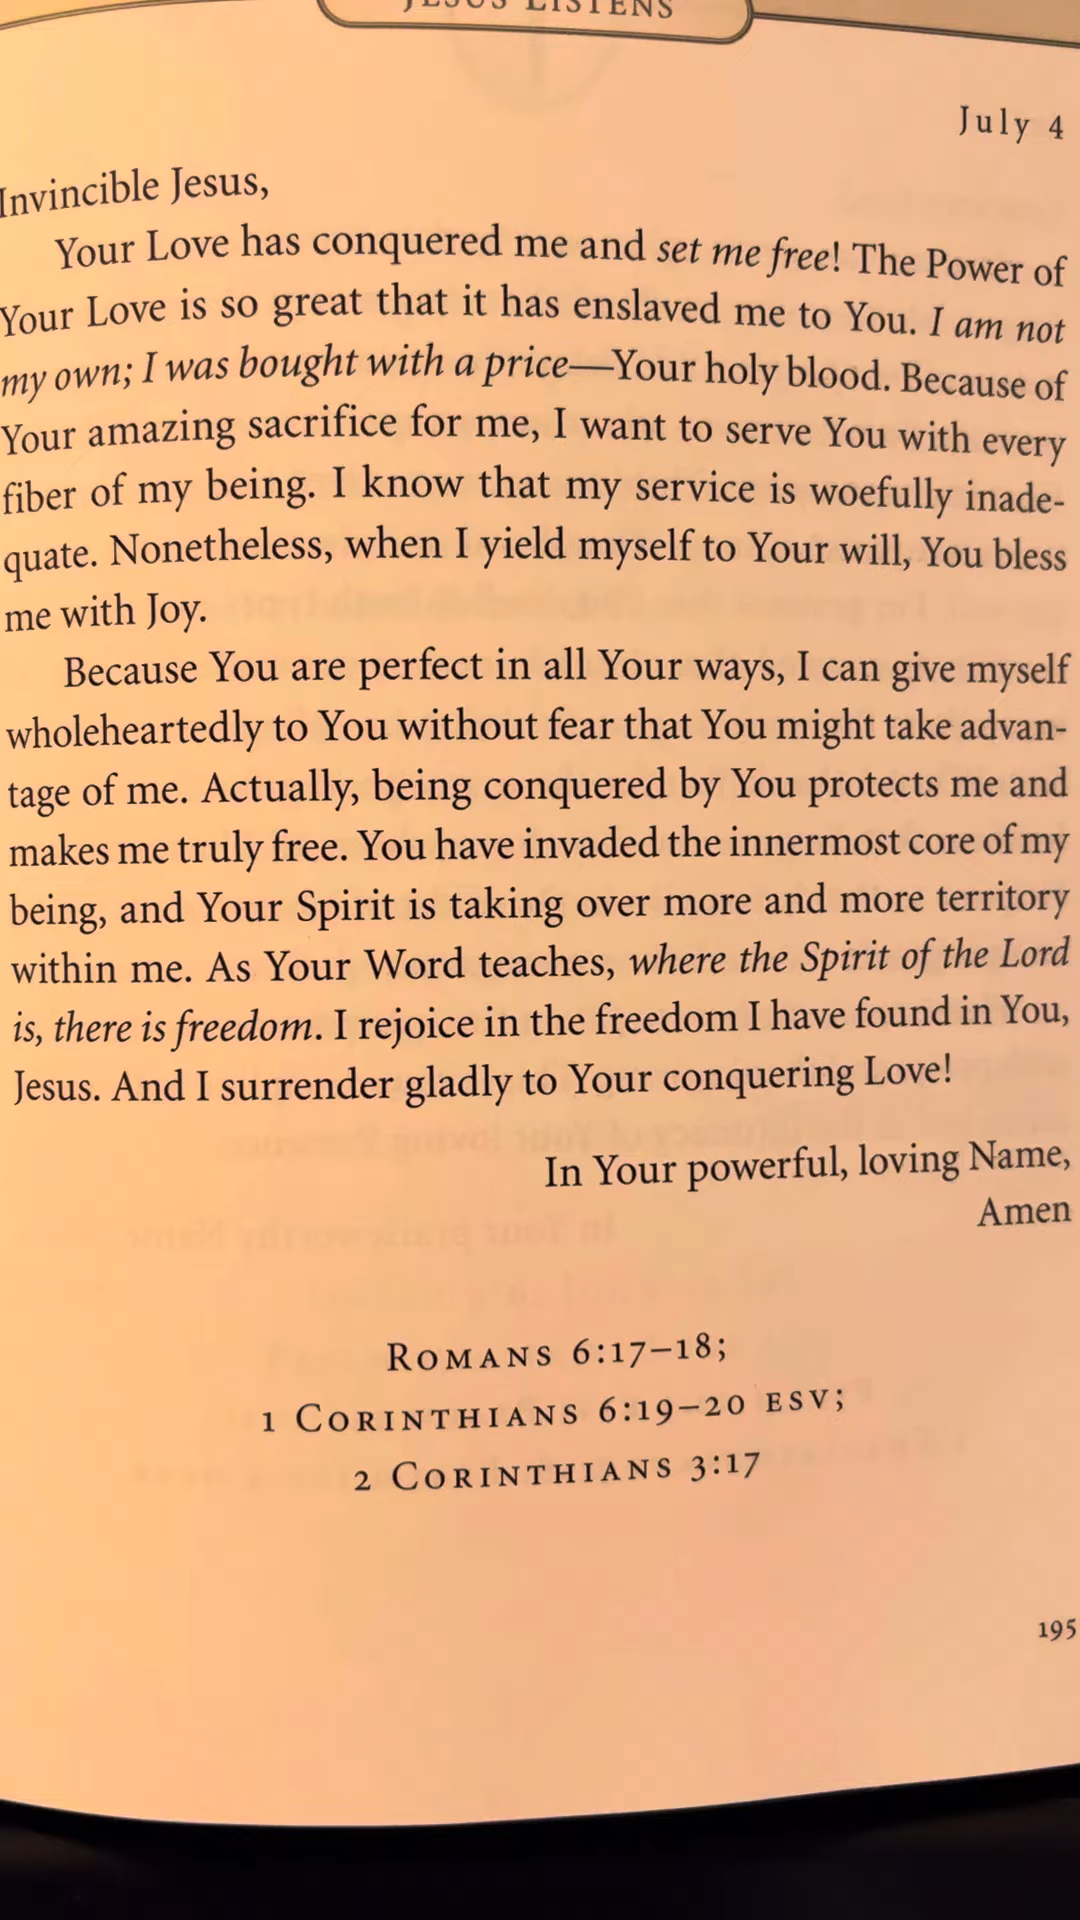 JESUS LISTENS
July 4
Invincible Jesus,
Your Love has conquered me and set me free! The Power of
Your Love is so great that it has enslaved me to You. I am not
my own; I was bought with a price—Your holy blood. Because of
Your amazing sacrifice for me, I want to serve You with every
fiber of my being. I know that my service is woefully inade-
quate. Nonetheless, when I yield myself to Your will, You bless
me with Joy.
Because You are perfect in all Your ways, I can give myself
wholeheartedly to You without fear that You might take advan-
tage of me. Actually, being conquered by You protects me and
makes me truly free. You have invaded the innermost core of my
being, and Your Spirit is taking over more and more territory
within me. As Your Word teaches, where the Spirit of the Lord
is, there is freedom. I rejoice in the freedom I have found in You,
Jesus. And I surrender gladly to Your conquering Love!
In Your powerful, loving Name,
Amen
ROMANS 6:17–18;
1 CORINTHIANS 6:19–20 ESV;
2 CORINTHIANS 3:17
195